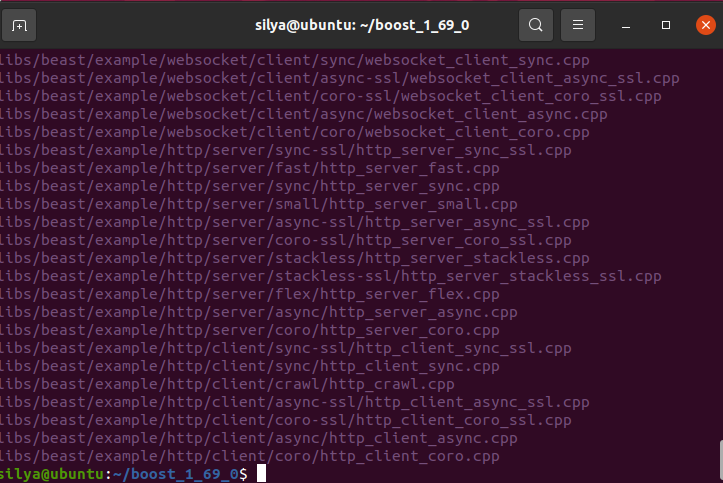 silya@ubuntu: ~/boost_1_69_0
libs/beast/example/websocket/client/sync/websocket_client_sync.cpp
libs/beast/example/websocket/client/async-ssl/websocket_client_async_ssl.cpp
libs/beast/example/websocket/client/coro-ssl/websocket_client_coro_ssl.cpp
libs/beast/example/websocket/client/async/websocket_client_async.cpp
libs/beast/example/websocket/client/coro/websocket_client_coro.cpp
libs/beast/example/http/server/sync-ssl/http_server_sync_ssl.cpp
libs/beast/example/http/server/fast/http_server_fast.cpp
libs/beast/example/http/server/sync/http_server_sync.cpp
libs/beast/example/http/server/small/http_server_small.cpp
libs/beast/example/http/server/async-ssl/http_server_async_ssl.cpp
libs/beast/example/http/server/coro-ssl/http_server_coro_ssl.cpp
libs/beast/example/http/server/stackless/http_server_stackless.cpp
libs/beast/example/http/server/stackless-ssl/http_server_stackless_ssl.cpp
libs/beast/example/http/server/flex/http_server_flex.cpp
libs/beast/example/http/server/async/http_server_async.cpp
libs/beast/example/http/server/coro/http_server_coro.cpp
libs/beast/example/http/client/sync-ssl/http_client_sync_ssl.cpp
libs/beast/example/http/client/sync/http_client_sync.cpp
libs/beast/example/http/client/crawl/http_crawl.cpp
libs/beast/example/http/client/async-ssl/http_client_async_ssl.cpp
libs/beast/example/http/client/coro-ssl/http_client_coro_ssl.cpp
libs/beast/example/http/client/async/http_client_async.cpp
libs/beast/example/http/client/coro/http_client_coro.cpp
silya@ubuntu:~/boost_1_69_0$